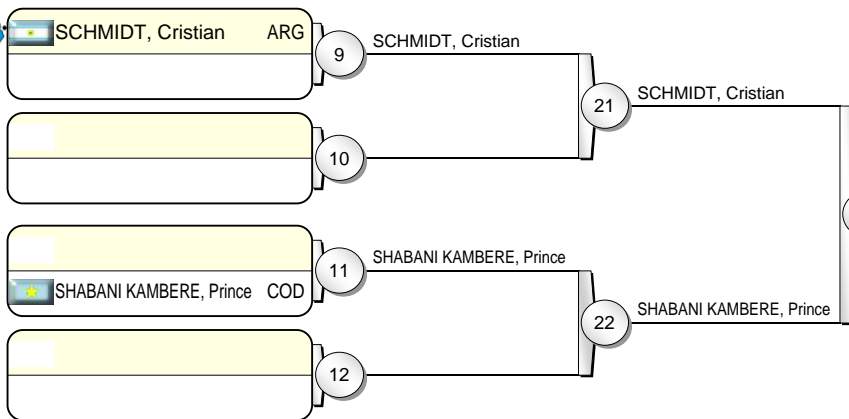 SCHMIDT, Cristian ARG
9
SCHMIDT, Cristian
21
SCHMIDT, Cristian
10
11
SHABANI KAMBERE, Prince
SHABANI KAMBERE, Prince COD
22
SHABANI KAMBERE, Prince
12